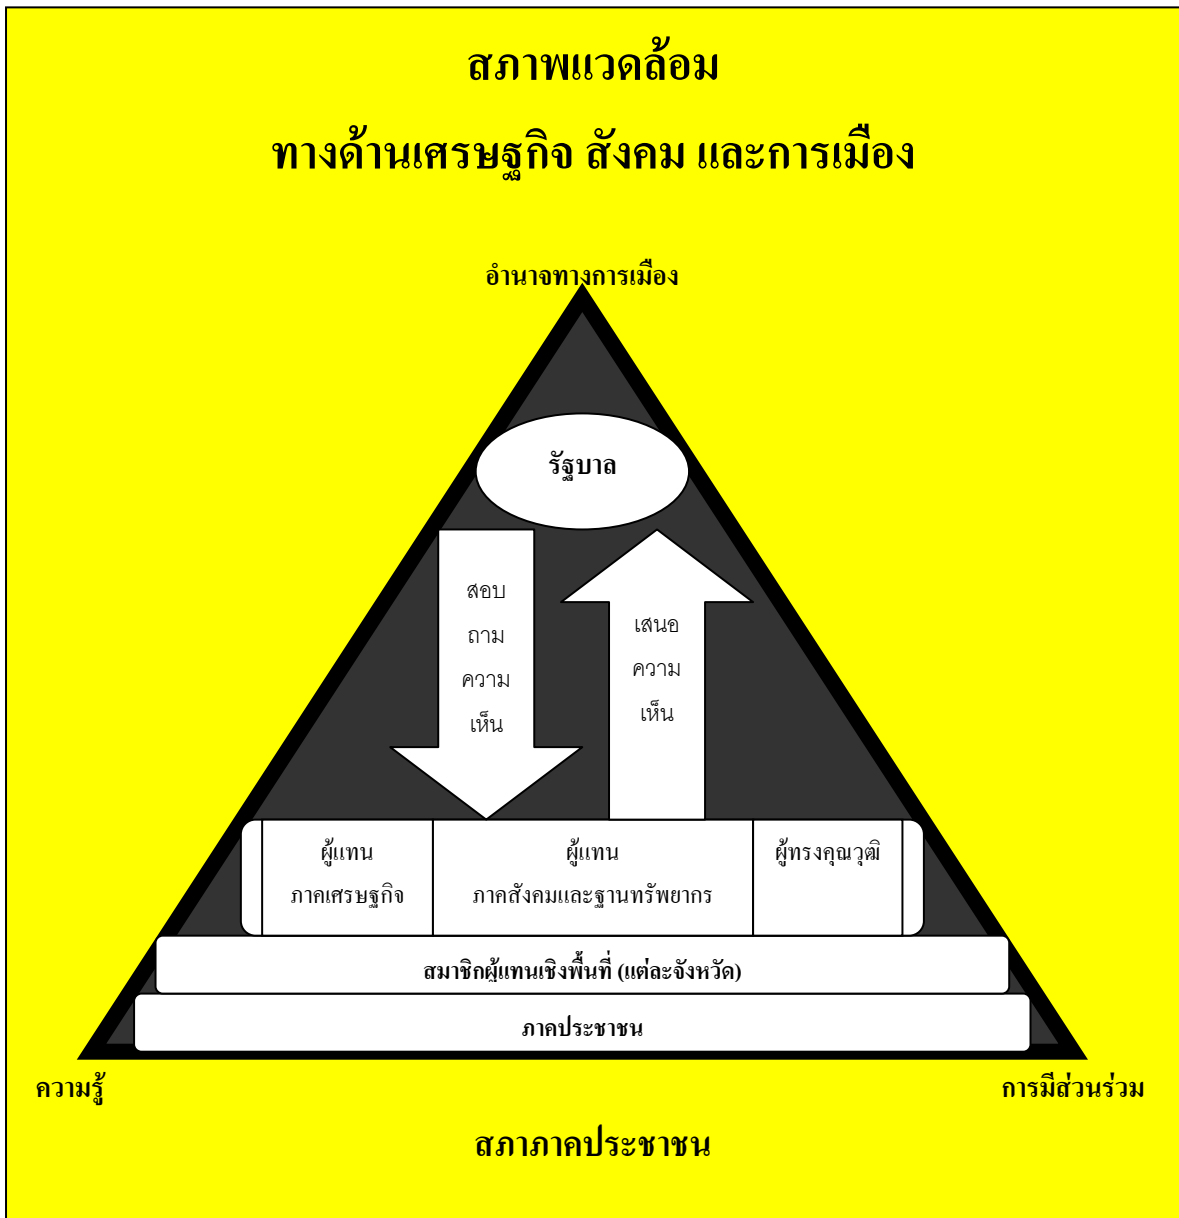 สภาพแวดล้อม
ทางด้านเศรษฐกิจ สังคม และการเมือง
อำนาจทางการเมือง
รัฐบาล
สอบ
ถาม
ความ
เห็น
เสนอ
ความ
เห็น
ผู้แทน
ภาคเศรษฐกิจ
ผู้แทน
ภาคสังคมและฐานทรัพยากร
ผู้ทรงคุณวุฒิ
สมาชิกผู้แทนเชิงพื้นที่ (แต่ละจังหวัด)
ภาคประชาชน
ความรู้
การมีส่วนร่วม
สภาภาคประชาชน